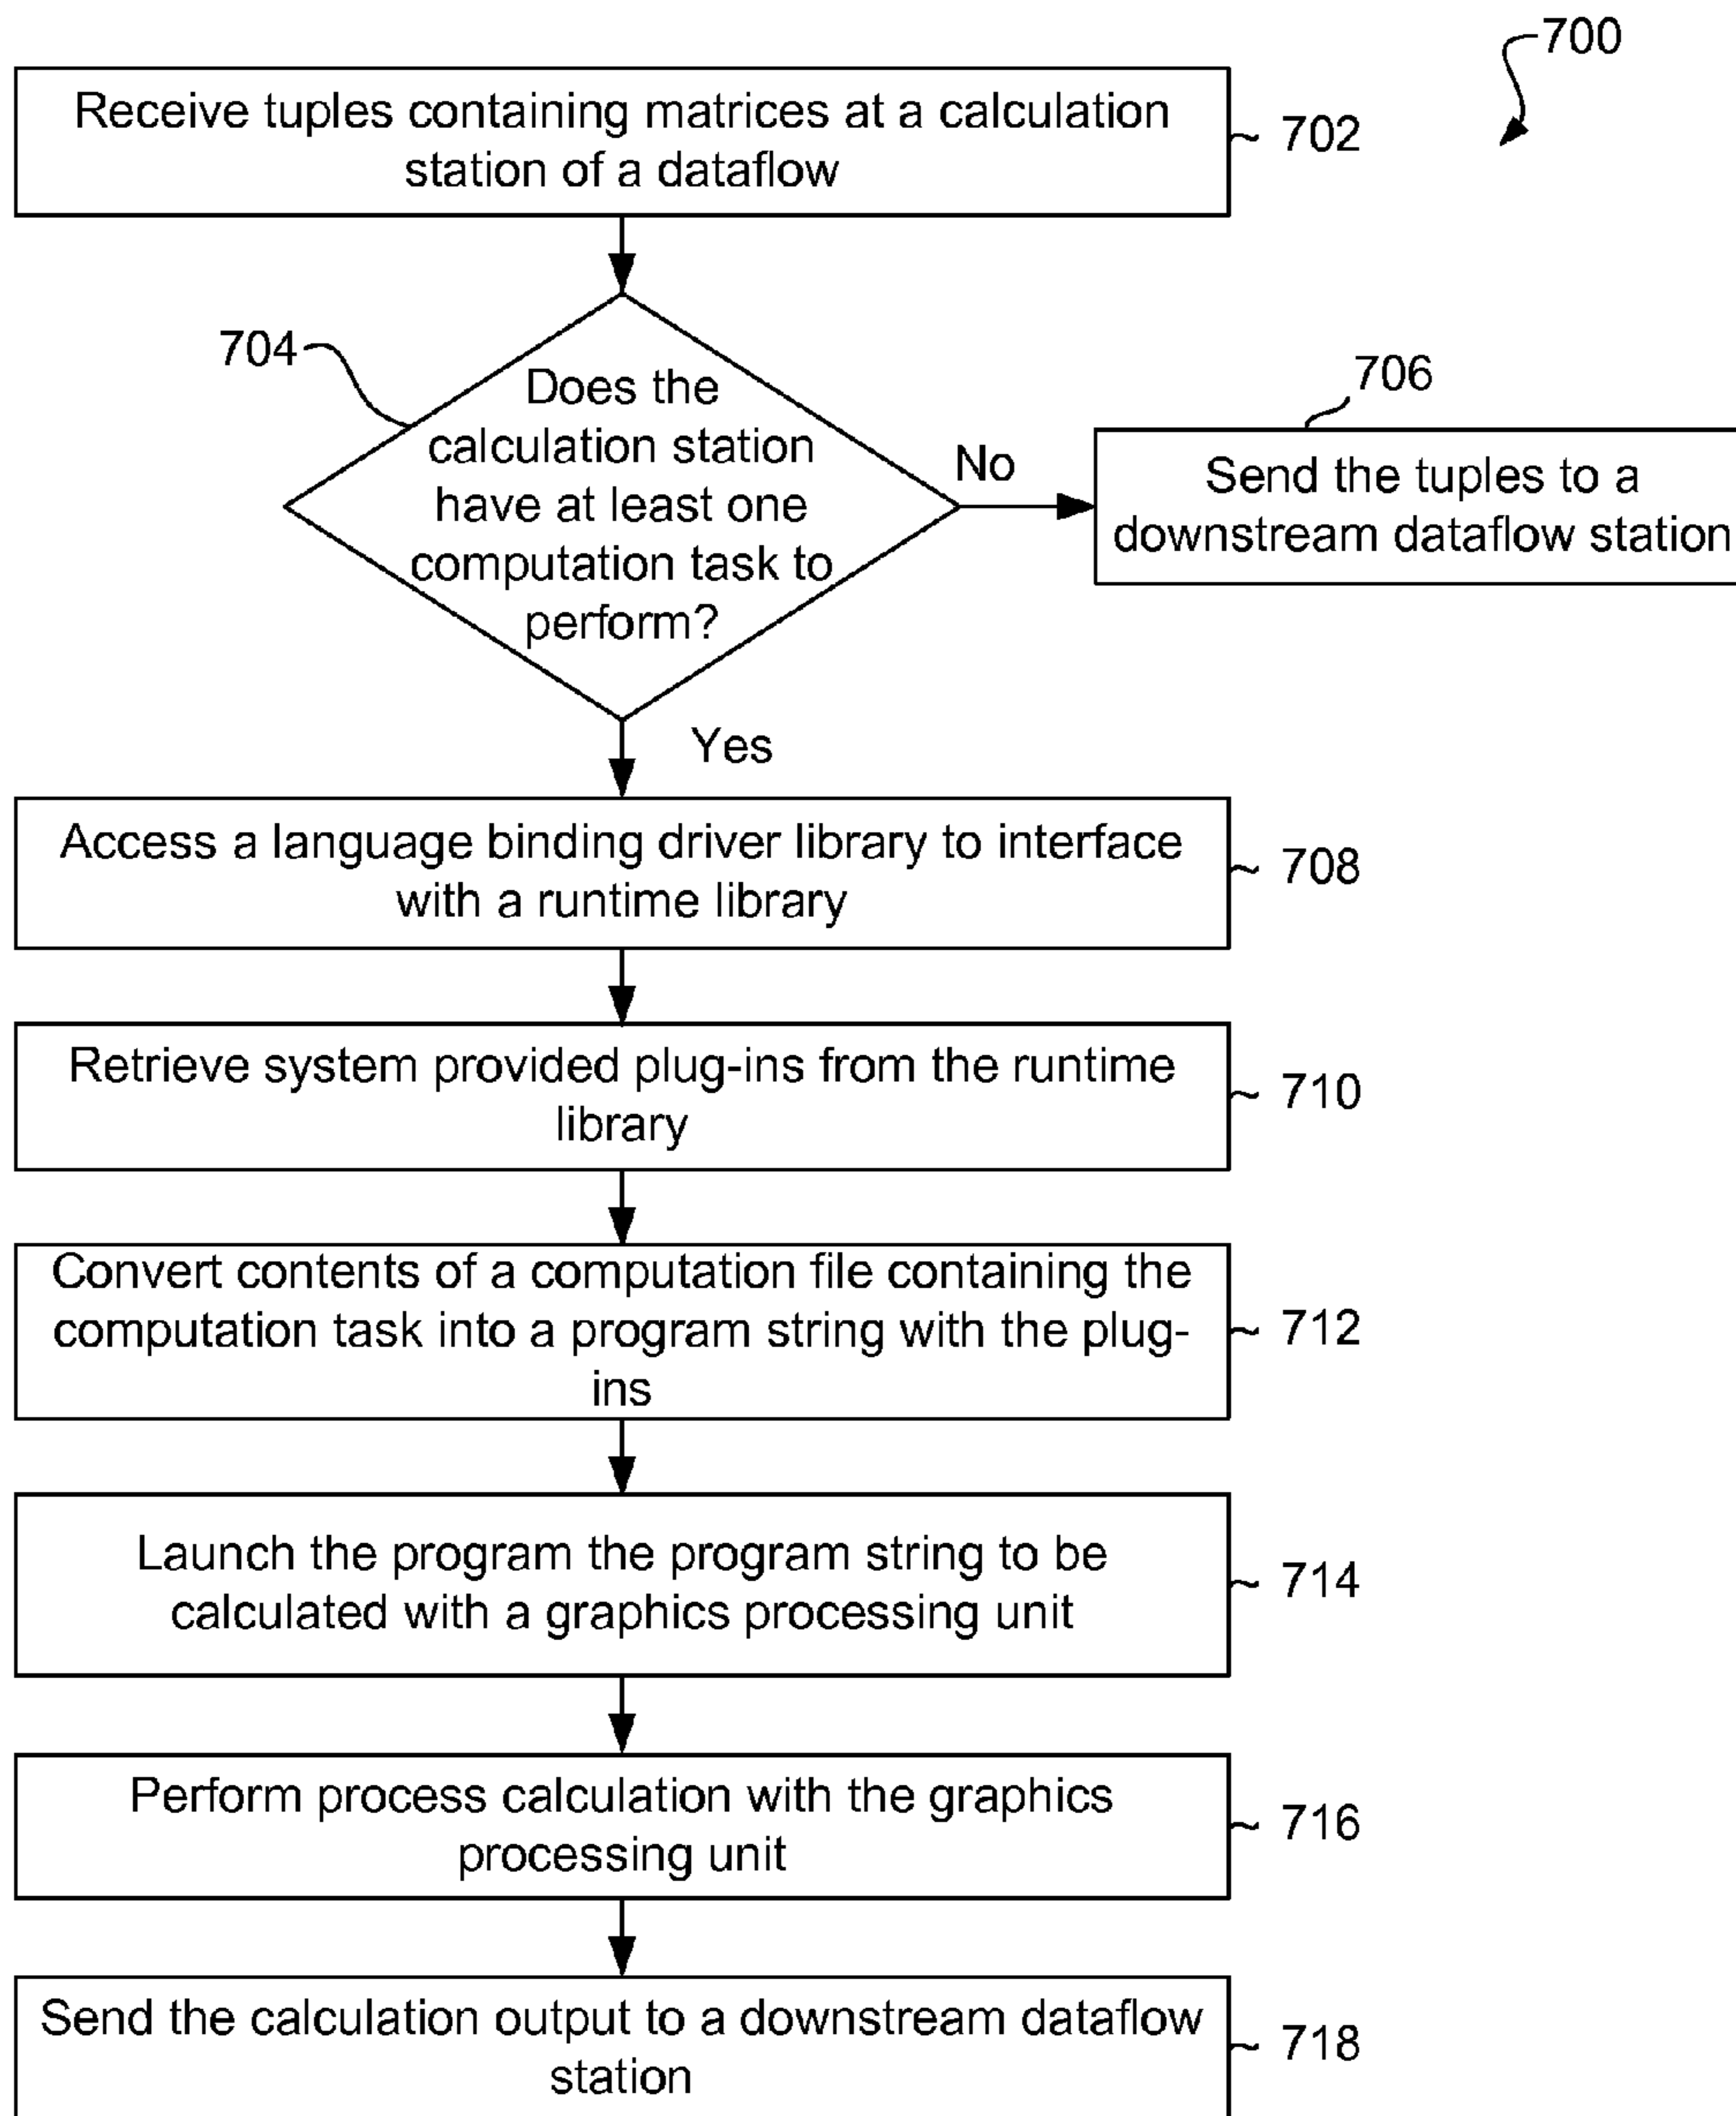 700
Receive tuples containing matrices at a calculation
station of a dataflow
702
704
Does the
calculation station
have at least one
computation task to
perform?
No
706
Send the tuples to a
downstream dataflow station
Yes
Access a language binding driver library to interface
with a runtime library
708
Retrieve system provided plug-ins from the runtime
library
710
Convert contents of a computation file containing the
computation task into a program string with the plug-
ins
712
Launch the program the program string to be
calculated with a graphics processing unit
714
Perform process calculation with the graphics
processing unit
716
Send the calculation output to a downstream dataflow
station
718